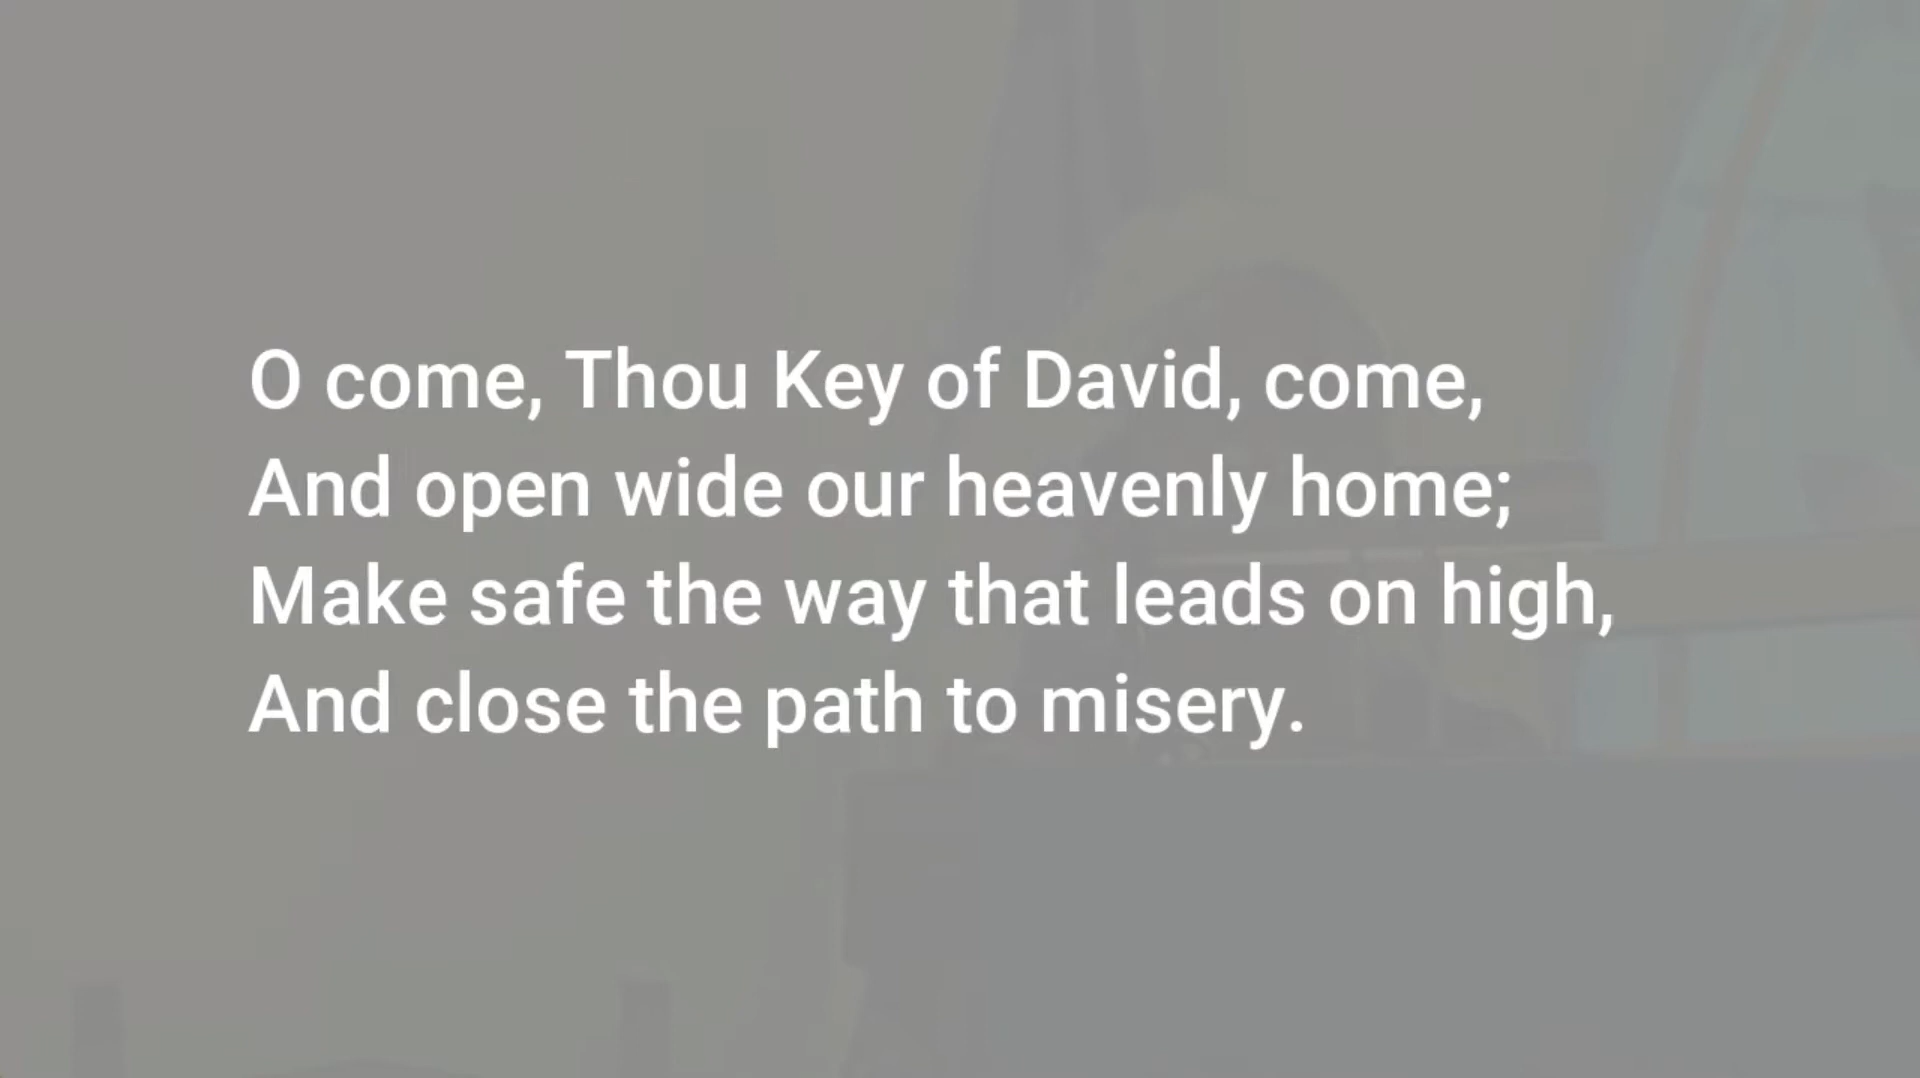 O come, Thou Key of David, come,
And open wide our heavenly home;
Make safe the way that leads on high,
And close the path to misery.